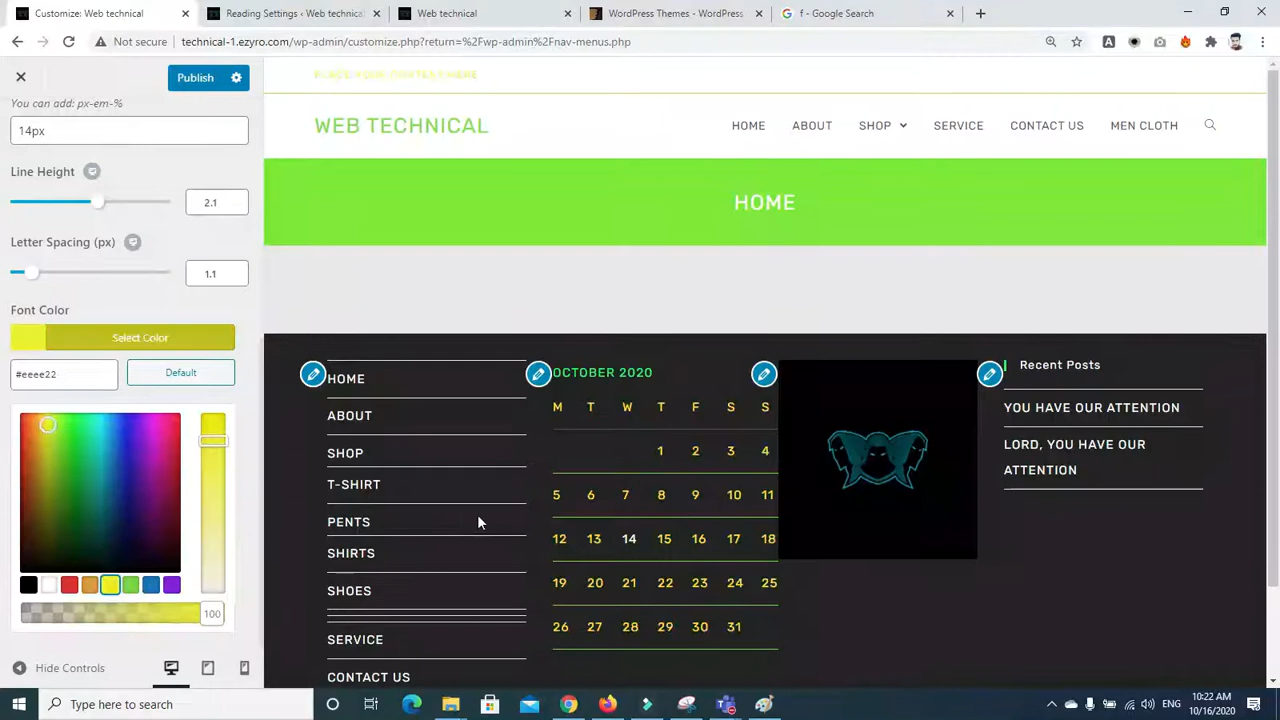 Customize: Web technical
Reading Settings ‹ Web technical
Web technical
WordPress Themes - WordPress
f - Google Search
Not secure
technical-1.ezyro.com/wp-admin/customize.php?return=%2Fwp-admin%2Fnav-menus.php
Publish
You can add: px-em-%
14px
Line Height
2.1
Letter Spacing (px)
1.1
Font Color
Select Color
#eeee22
Default
100
Hide Controls
WEB TECHNICAL
HOME
ABOUT
SHOP
SERVICE
CONTACT US
MEN CLOTH
HOME
HOME
ABOUT
SHOP
T-SHIRT
PENTS
SHIRTS
SHOES
SERVICE
CONTACT US
OCTOBER 2020
M T W T F S S
1 2 3 4
5 6 7 8 9 10 11
12 13 14 15 16 17 18
19 20 21 22 23 24 25
26 27 28 29 30 31
Recent Posts
YOU HAVE OUR ATTENTION
LORD, YOU HAVE OUR
ATTENTION
Type here to search
ENG
10:22 AM
10/16/2020